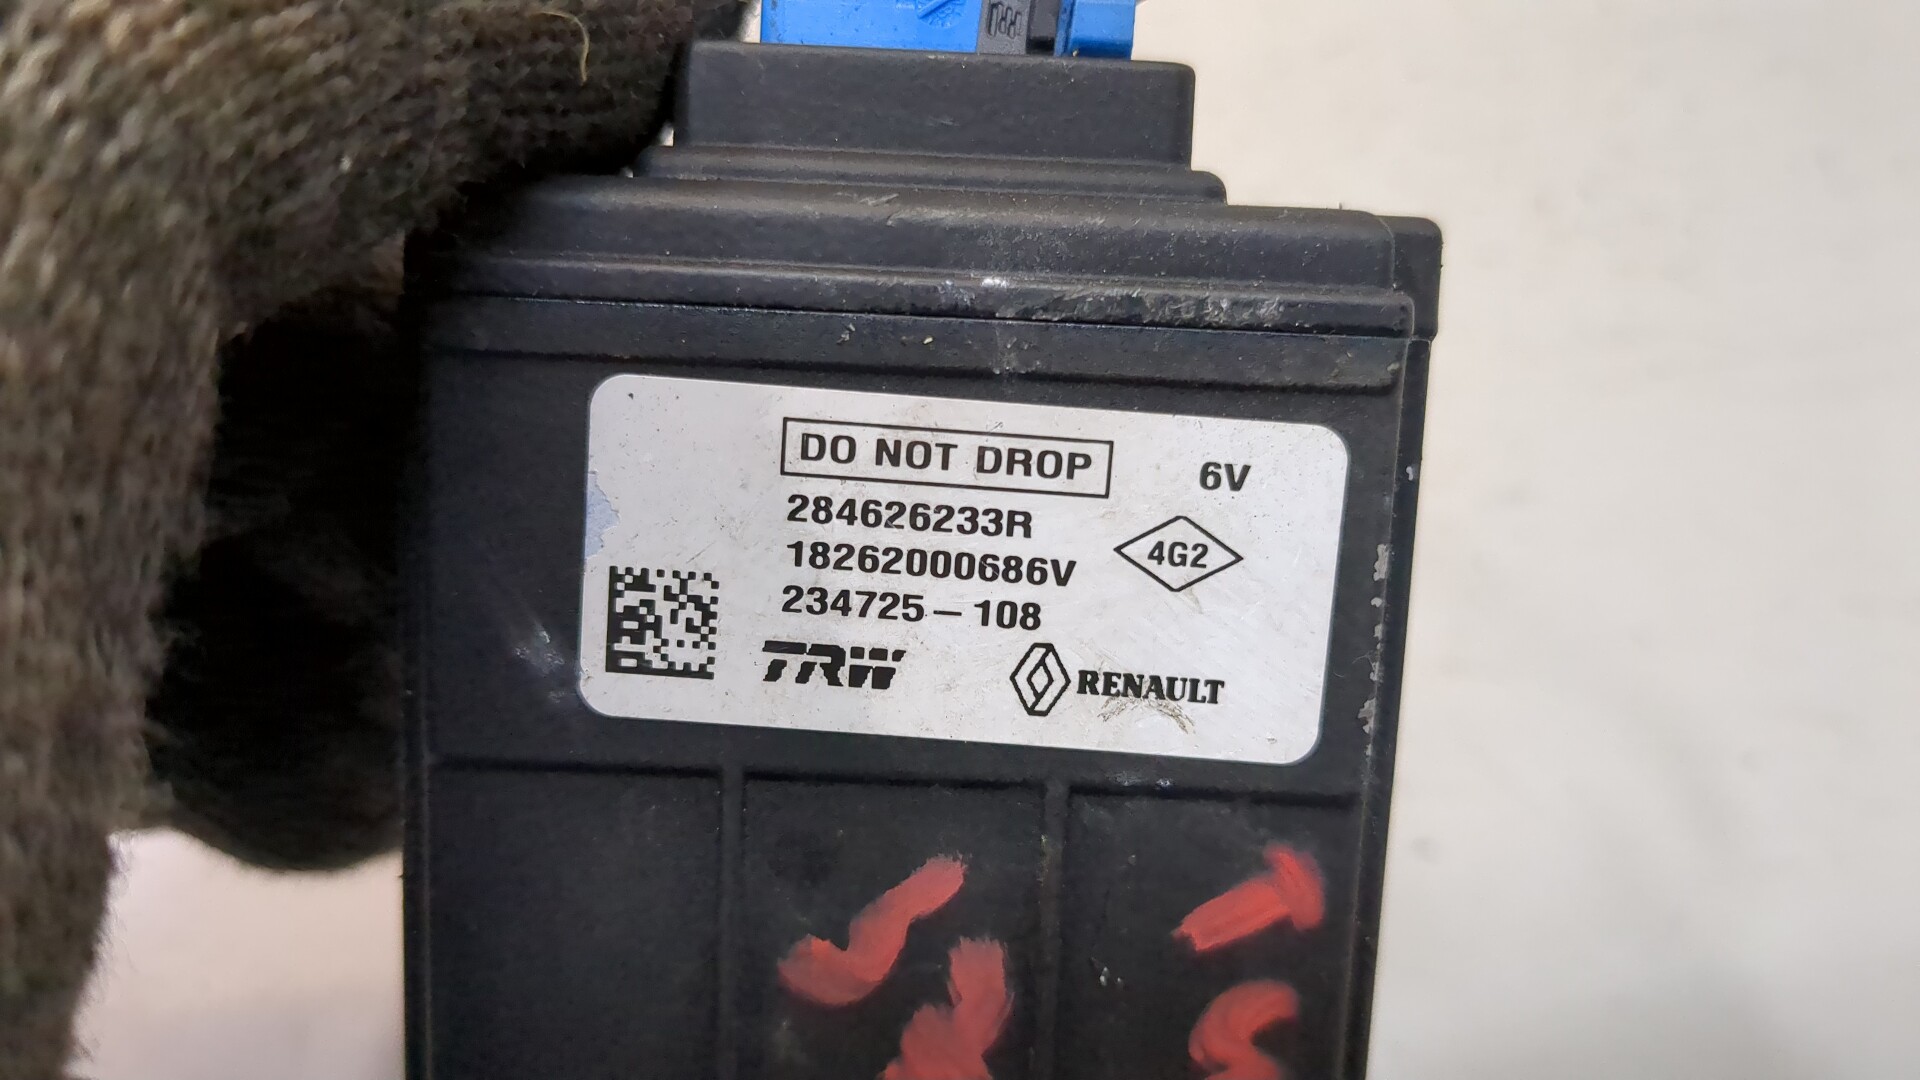 DO NOT DROP
6V
284626233R
18262000686V
4G2
234725-108
TRW
RENAULT